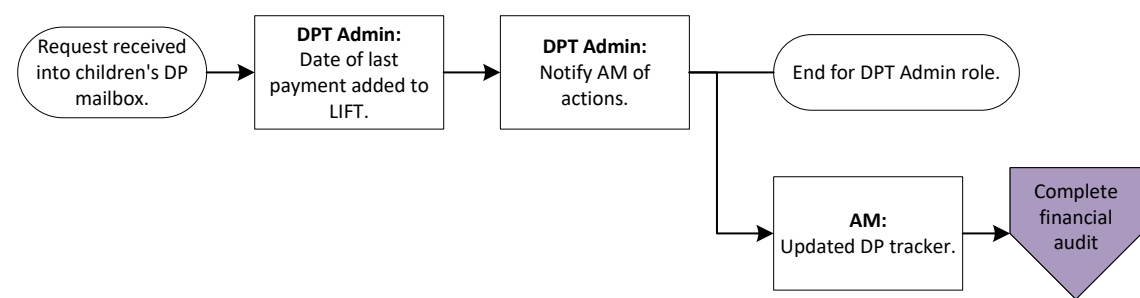 Request received
into children's DP
mailbox.
DPT Admin:
Date of last
payment added to
LIFT.
DPT Admin:
Notify AM of
actions.
End for DPT Admin role.
AM:
Updated DP tracker.
Complete
financial
audit